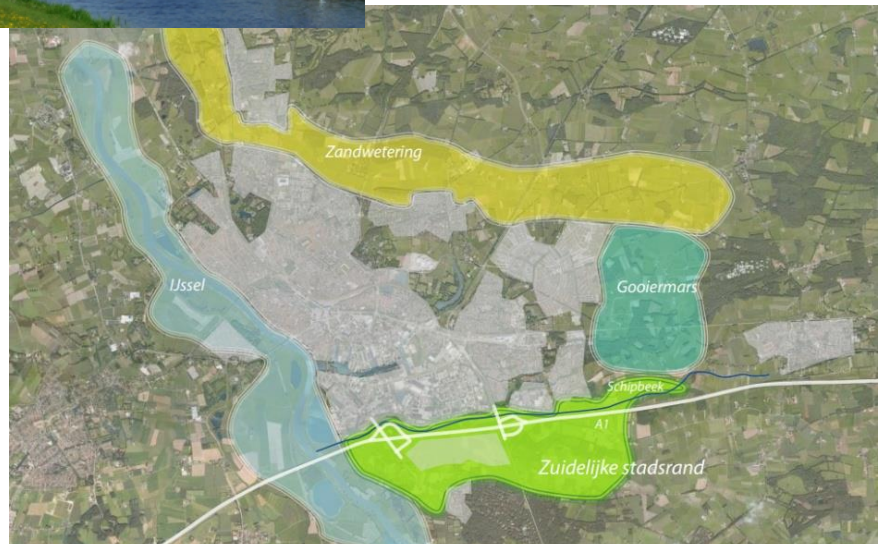 Zandwetering
IJssel
Gooiermars
Schipbeek
A1
Zuidelijke stadsrand